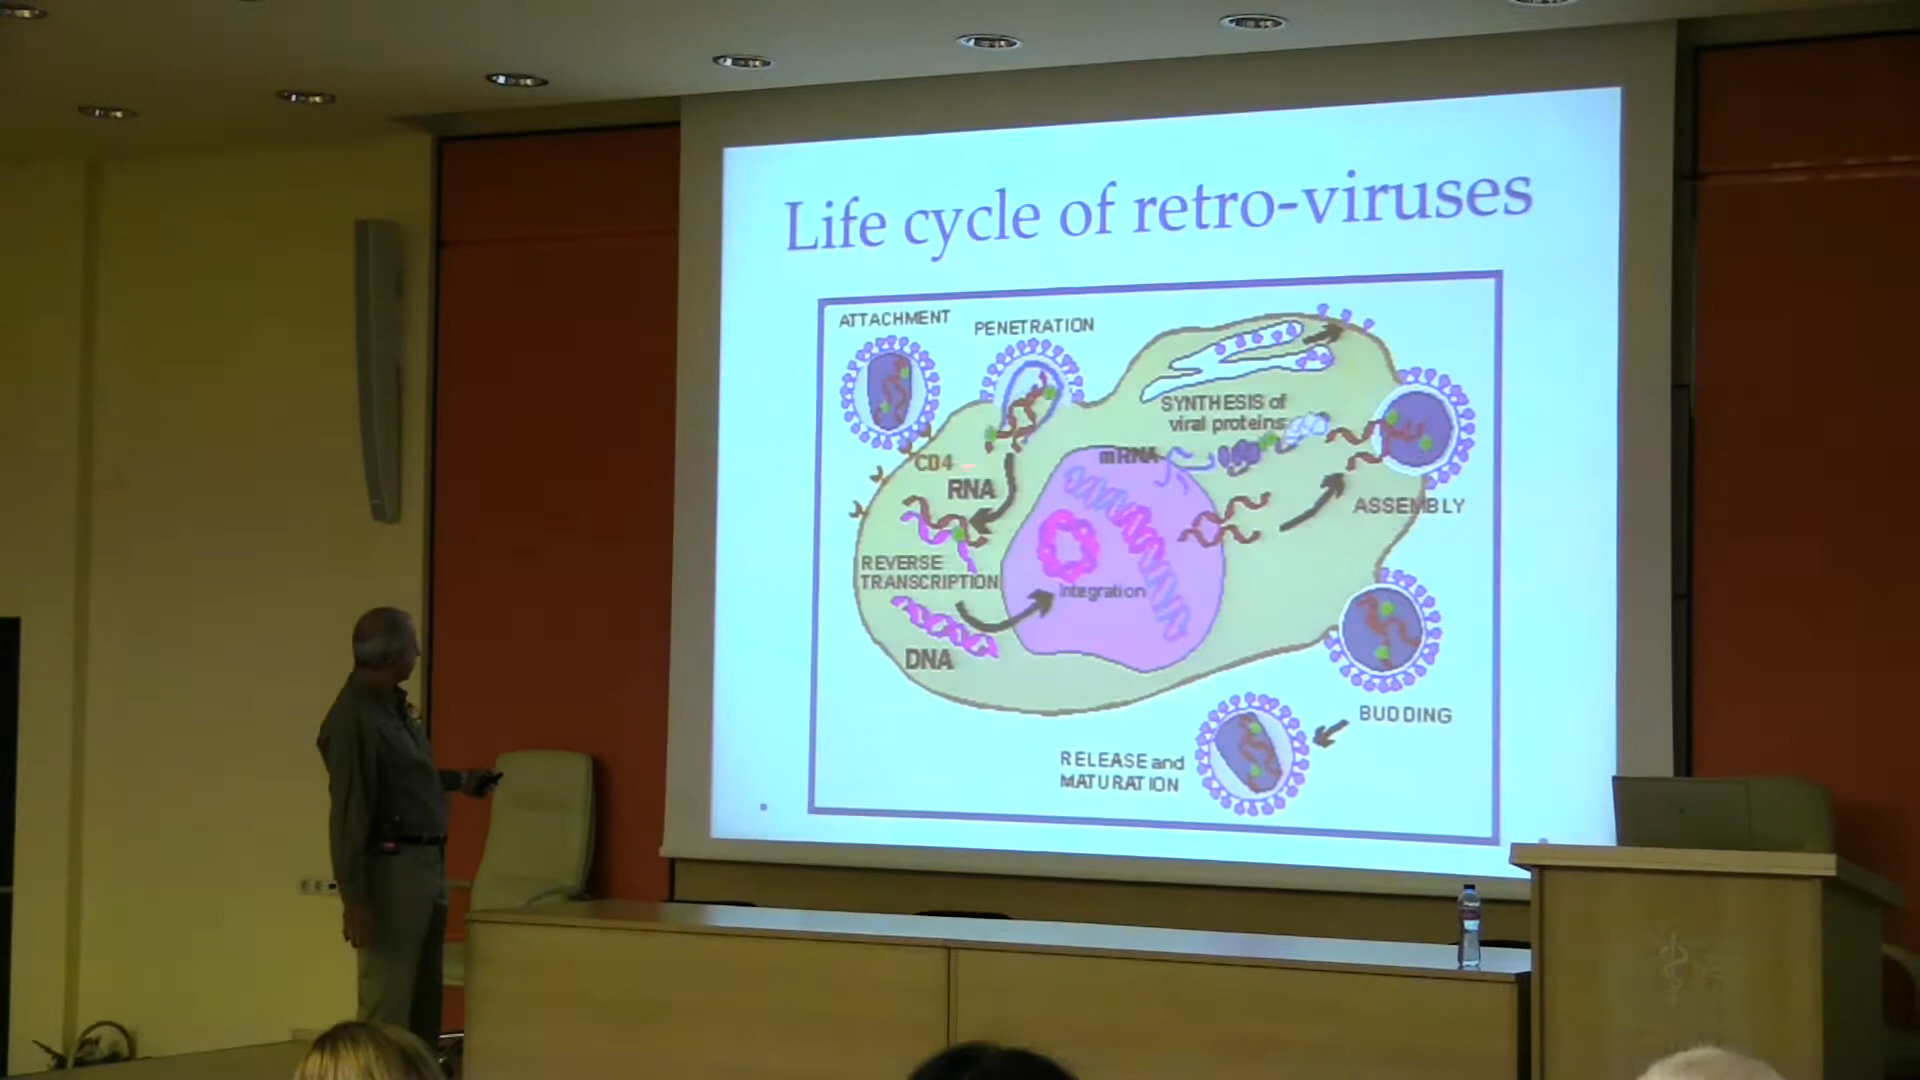 Life cycle of retro-viruses
ATTACHMENT
PENETRATION
SYNTHESIS of
viral proteins
CD4
mRNA
RNA
ASSEMBLY
REVERSE
TRANSCRIPTION
Integration
DNA
BUDDING
RELEASE and
MATURATION